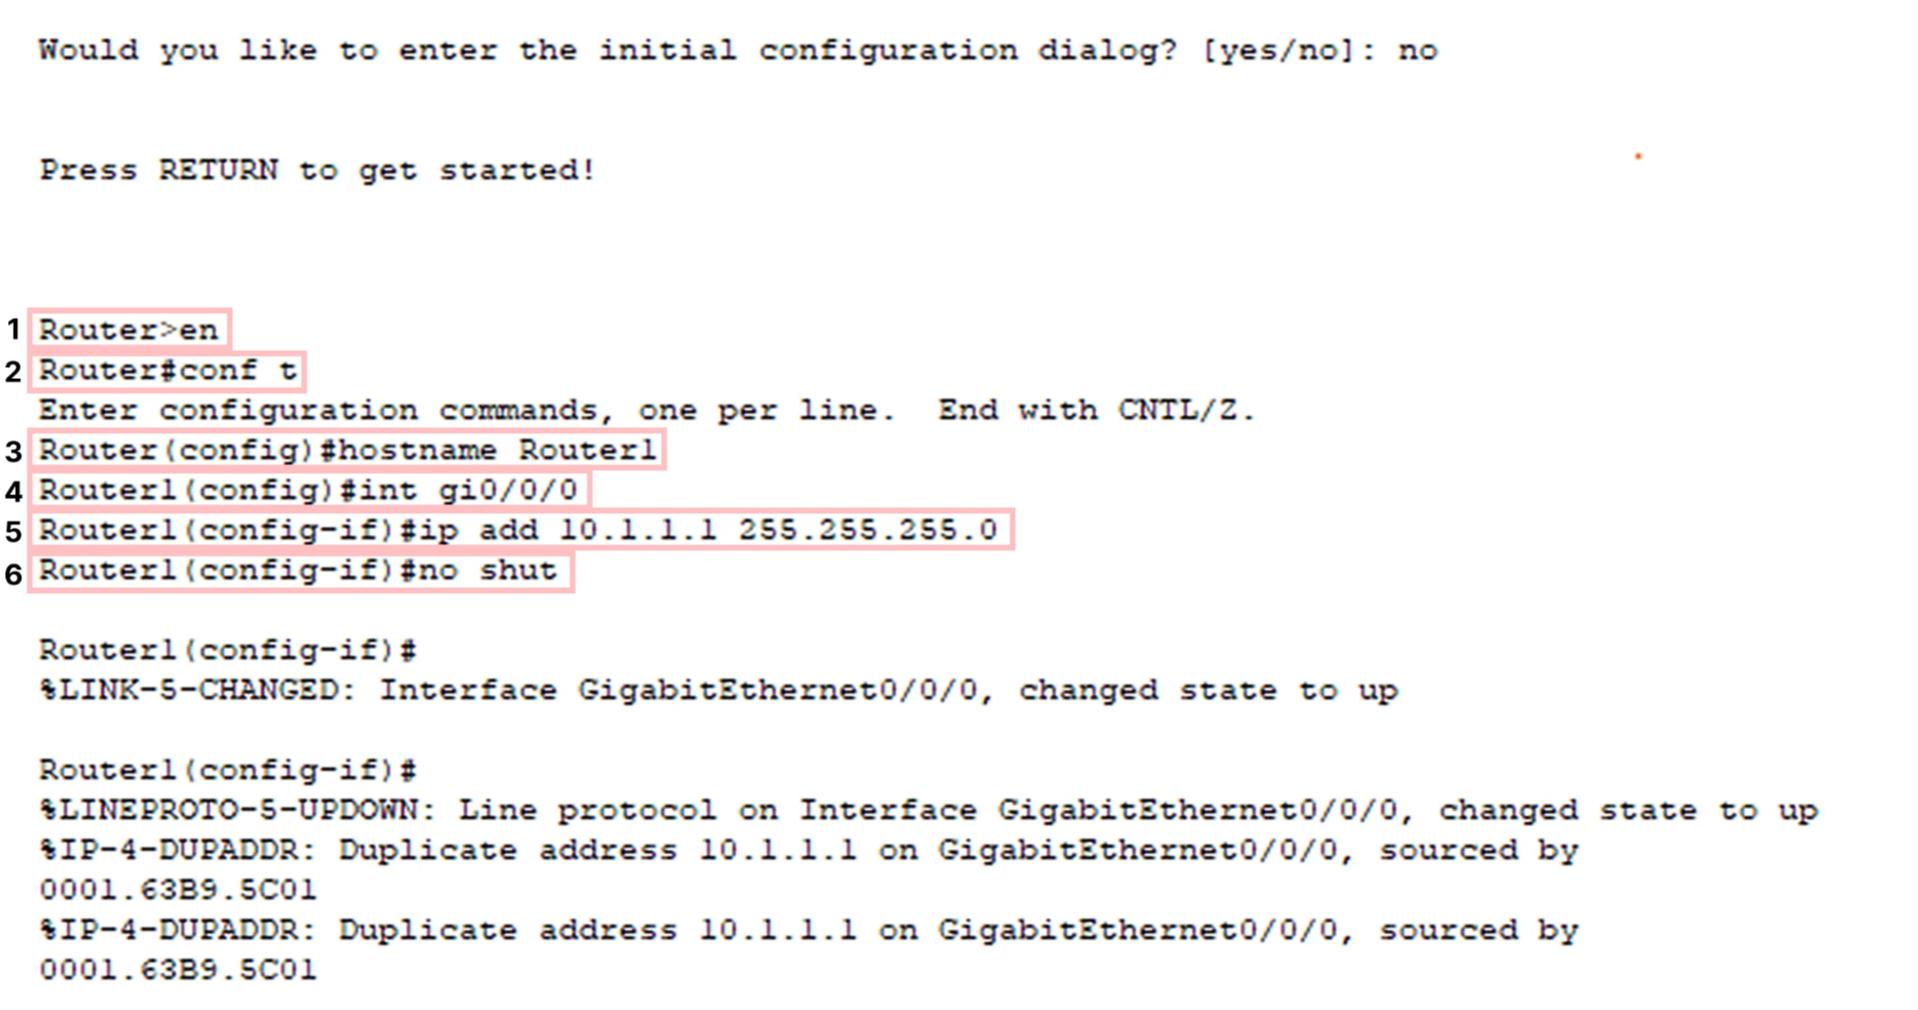 Would you like to enter the initial configuration dialog? [yes/no]: no
Press RETURN to get started!
1 Router>en
2 Router#conf t
Enter configuration commands, one per line.  End with CNTL/Z.
3 Router(config)#hostname Router1
4 Router1(config)#int gi0/0/0
5 Router1(config-if)#ip add 10.1.1.1 255.255.255.0
6 Router1(config-if)#no shut
Router1(config-if)#
%LINK-5-CHANGED: Interface GigabitEthernet0/0/0, changed state to up
Router1(config-if)#
%LINEPROTO-5-UPDOWN: Line protocol on Interface GigabitEthernet0/0/0, changed state to up
%IP-4-DUPADDR: Duplicate address 10.1.1.1 on GigabitEthernet0/0/0, sourced by
0001.63B9.5C01
%IP-4-DUPADDR: Duplicate address 10.1.1.1 on GigabitEthernet0/0/0, sourced by
0001.63B9.5C01